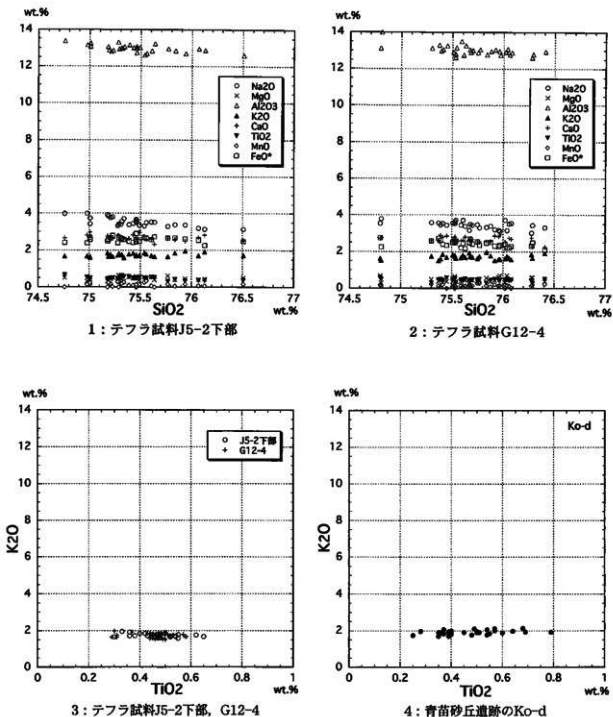 wt.%
14
12
10
8
6
4
2
0
Na2O
MgO
Al2O3
K2O
CaO
TiO2
MnO
FeO*
74.5 75 75.5 76 76.5 77
SiO2 wt.%
1：テフラ試料J5-2下部
wt.%
14
12
10
8
6
4
2
0
Na2O
MgO
Al2O3
K2O
CaO
TiO2
MnO
FeO*
74.5 75 75.5 76 76.5 77
SiO2 wt.%
2：テフラ試料G12-4
wt.%
14
12
10
8
6
4
2
0
K2O
J5-2下部
G12-4
0 0.2 0.4 0.6 0.8 1
TiO2 wt.%
3：テフラ試料J5-2下部，G12-4
wt.%
14
12
10
8
6
4
2
0
K2O
Ko-d
0 0.2 0.4 0.6 0.8 1
TiO2 wt.%
4：青苗砂丘遺跡のKo-d